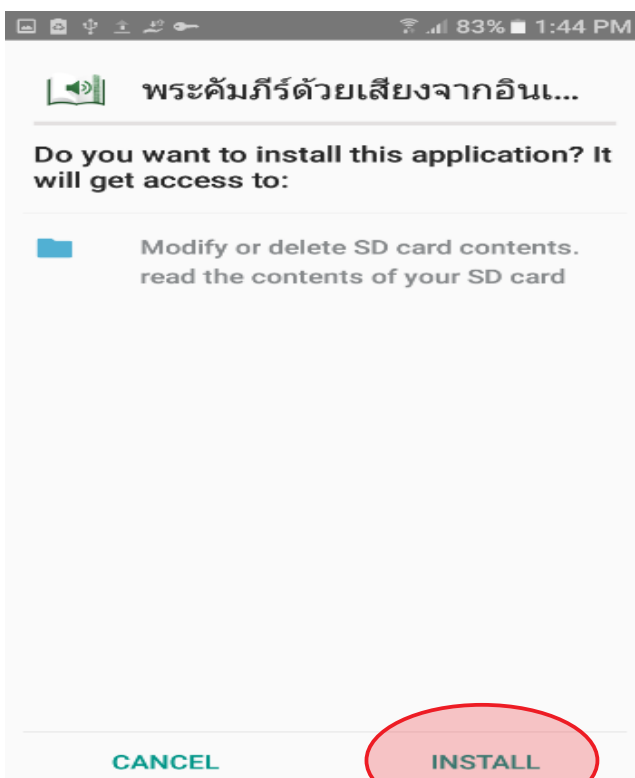 83% 1:44 PM
พระคัมภีร์ด้วยเสียงจากอินเ...
Do you want to install this application? It
will get access to:
Modify or delete SD card contents.
read the contents of your SD card
CANCEL INSTALL